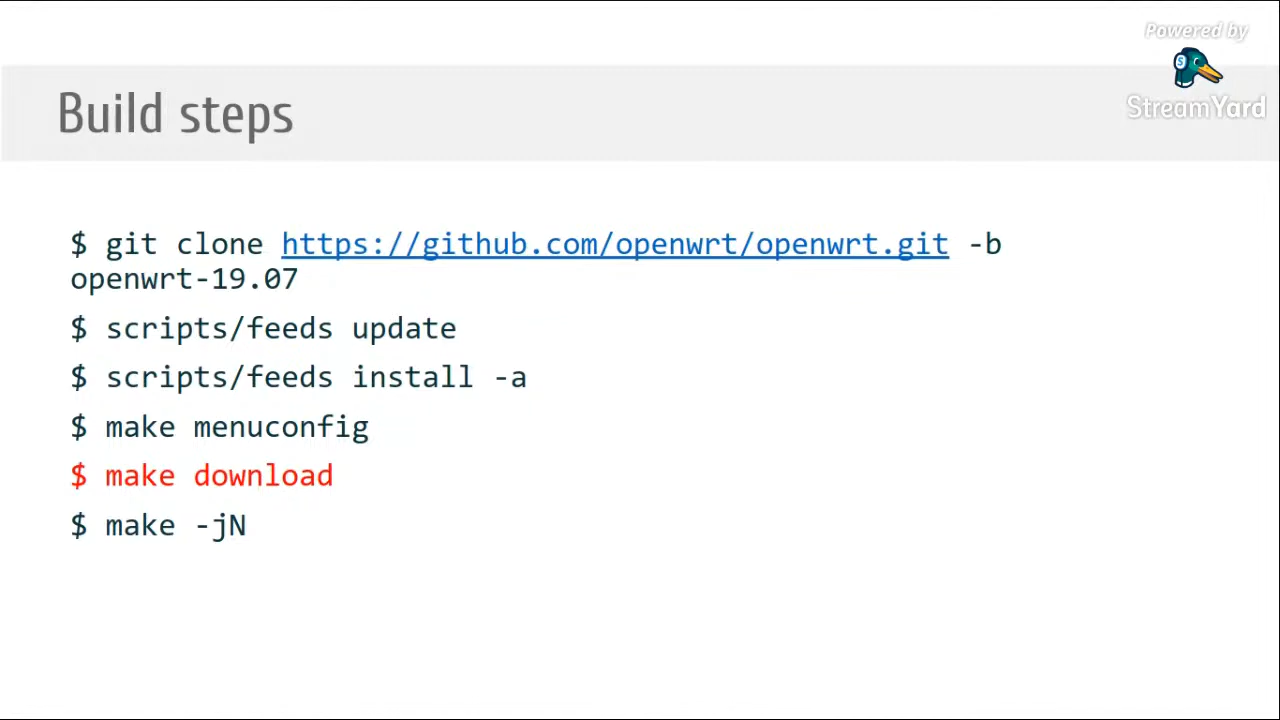 Powered by
StreamYard
Build steps
$ git clone https://github.com/openwrt/openwrt.git -b
openwrt-19.07
$ scripts/feeds update
$ scripts/feeds install -a
$ make menuconfig
$ make download
$ make -jN